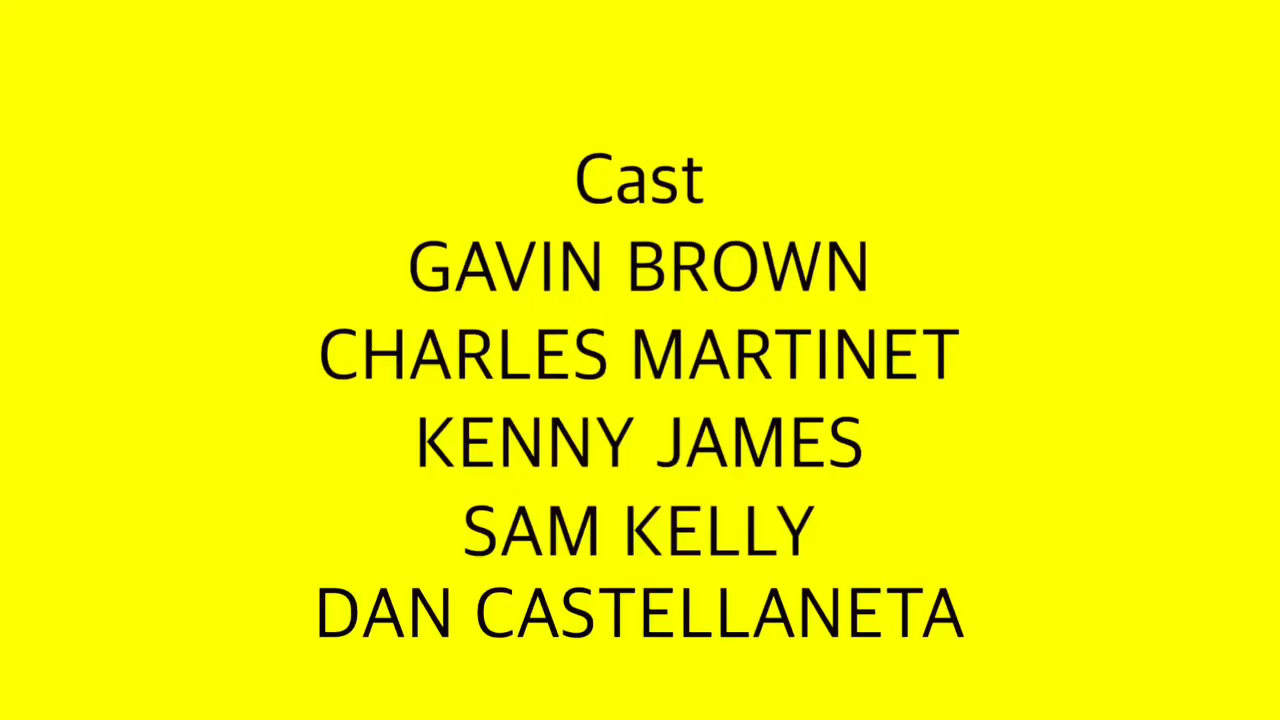 Cast
GAVIN BROWN
CHARLES MARTINET
KENNY JAMES
SAM KELLY
DAN CASTELLANETA